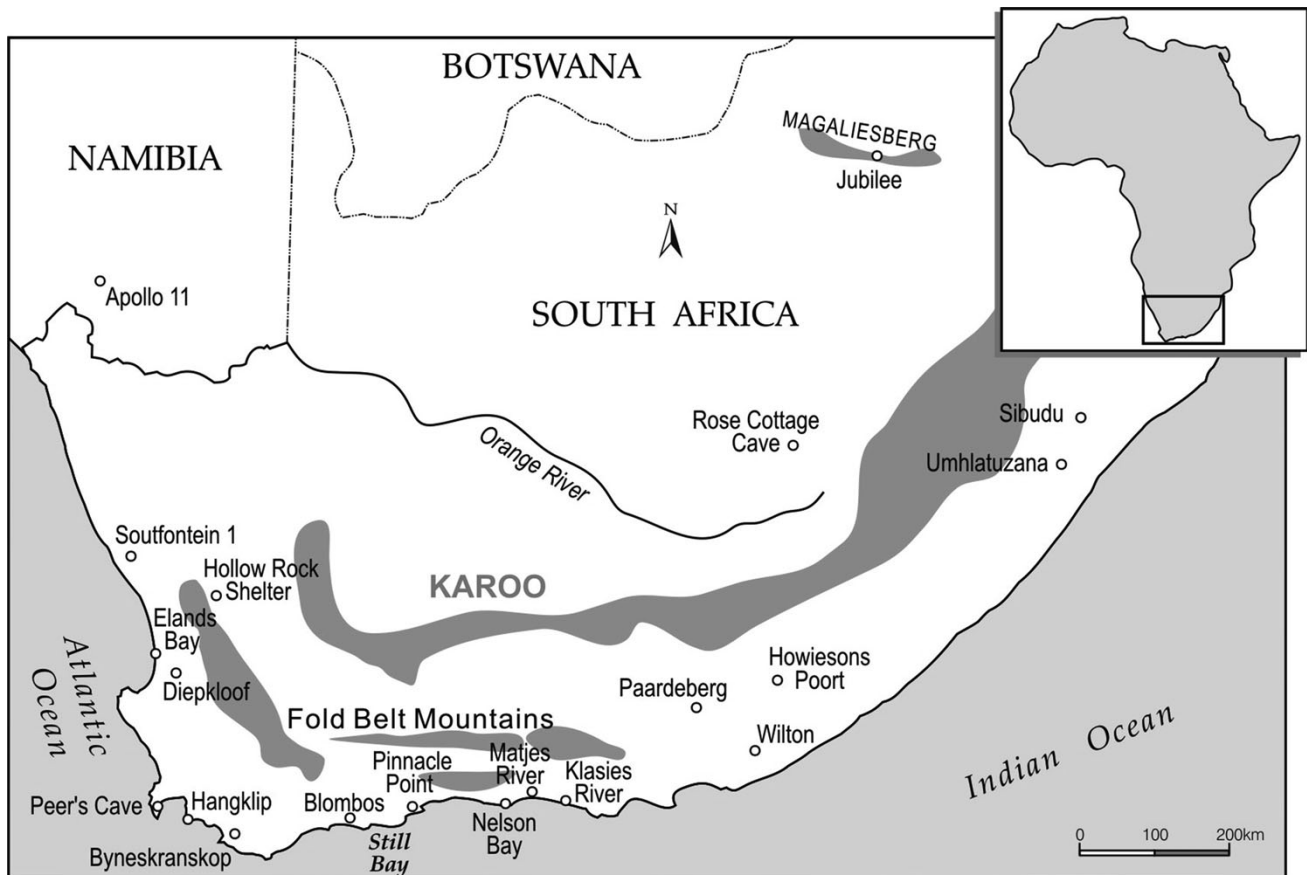 BOTSWANA
NAMIBIA
MAGALIESBERG
Jubilee
N
Apollo 11
SOUTH AFRICA
Orange River
Rose Cottage
Cave
Sibudu
Umhlatuzana
Soutfontein 1
Hollow Rock
Shelter
KAROO
Elands
Bay
Diepkloof
Atlantic
Ocean
Howiesons
Poort
Paardeberg
Wilton
Fold Belt Mountains
Pinnacle
Point
Matjes
River
Klasies
River
Indian Ocean
Peer's Cave
Hangklip
Blombos
Byneskranskop
Still
Bay
Nelson
Bay
0 100 200km